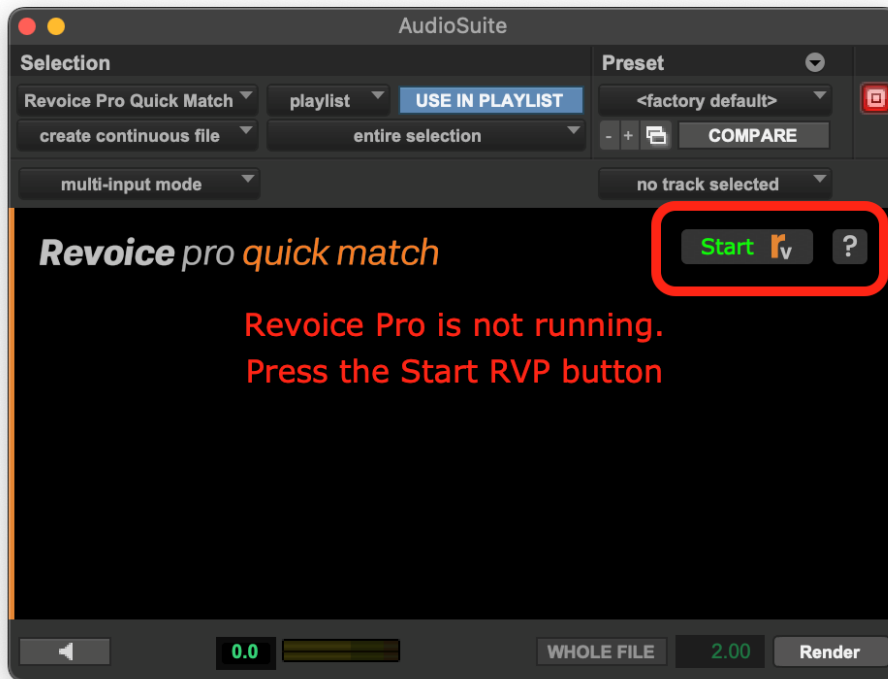 AudioSuite
Selection
Preset
Revoice Pro Quick Match
playlist
USE IN PLAYLIST
<factory default>
create continuous file
entire selection
- +
COMPARE
multi-input mode
no track selected
Revoice pro quick match
Start rv ?
Revoice Pro is not running.
Press the Start RVP button
0.0
WHOLE FILE
2.00
Render